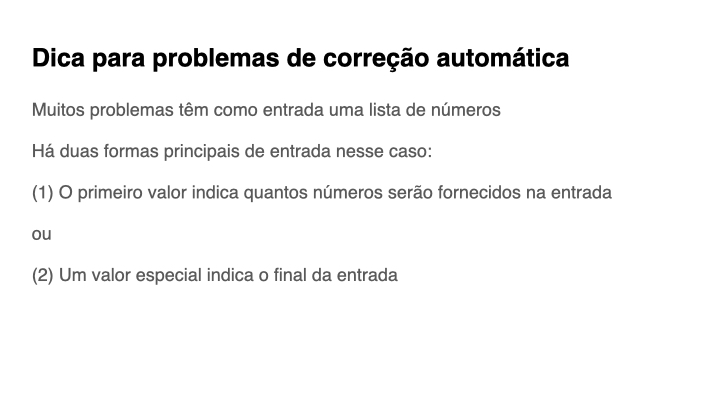 Dica para problemas de correção automática
Muitos problemas têm como entrada uma lista de números
Há duas formas principais de entrada nesse caso:
(1) O primeiro valor indica quantos números serão fornecidos na entrada
ou
(2) Um valor especial indica o final da entrada